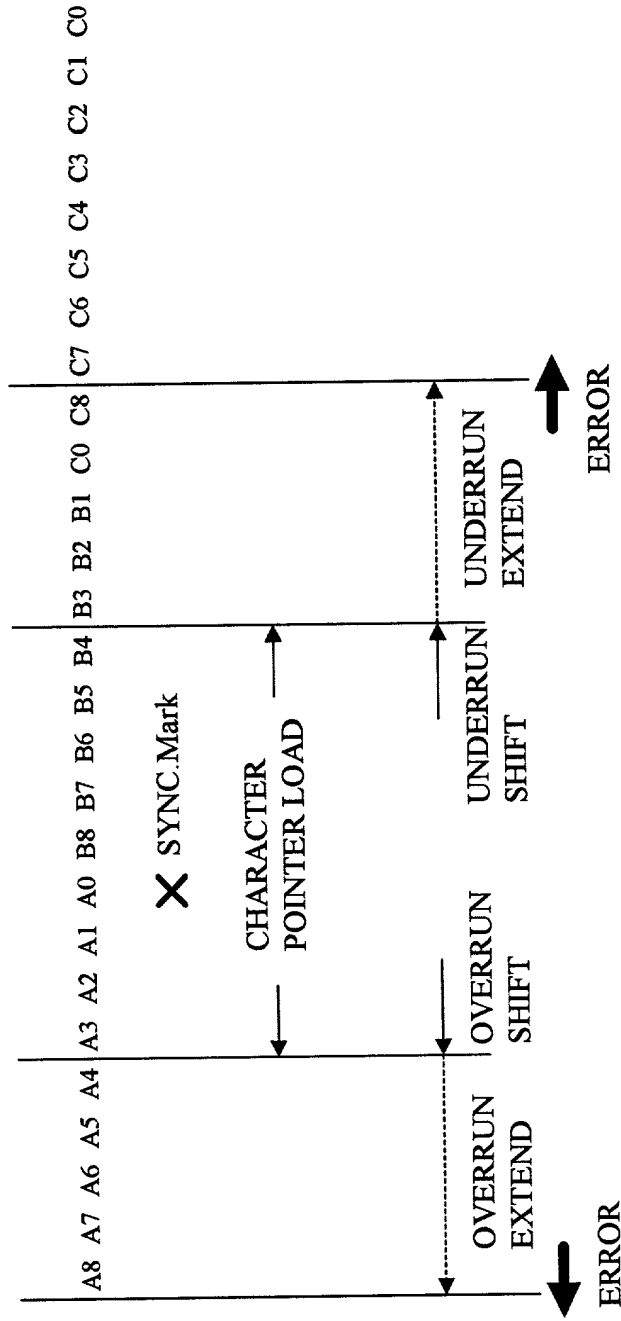 A8 A7 A6 A5 A4 A3 A2 A1 A0 B8 B7 B6 B5 B4 B3 B2 B1 C0 C8 C7 C6 C5 C4 C3 C2 C1 C0
SYNC.Mark
CHARACTER
POINTER LOAD
OVERRUN
EXTEND
OVERRUN
SHIFT
UNDERRUN
SHIFT
UNDERRUN
EXTEND
ERROR
ERROR